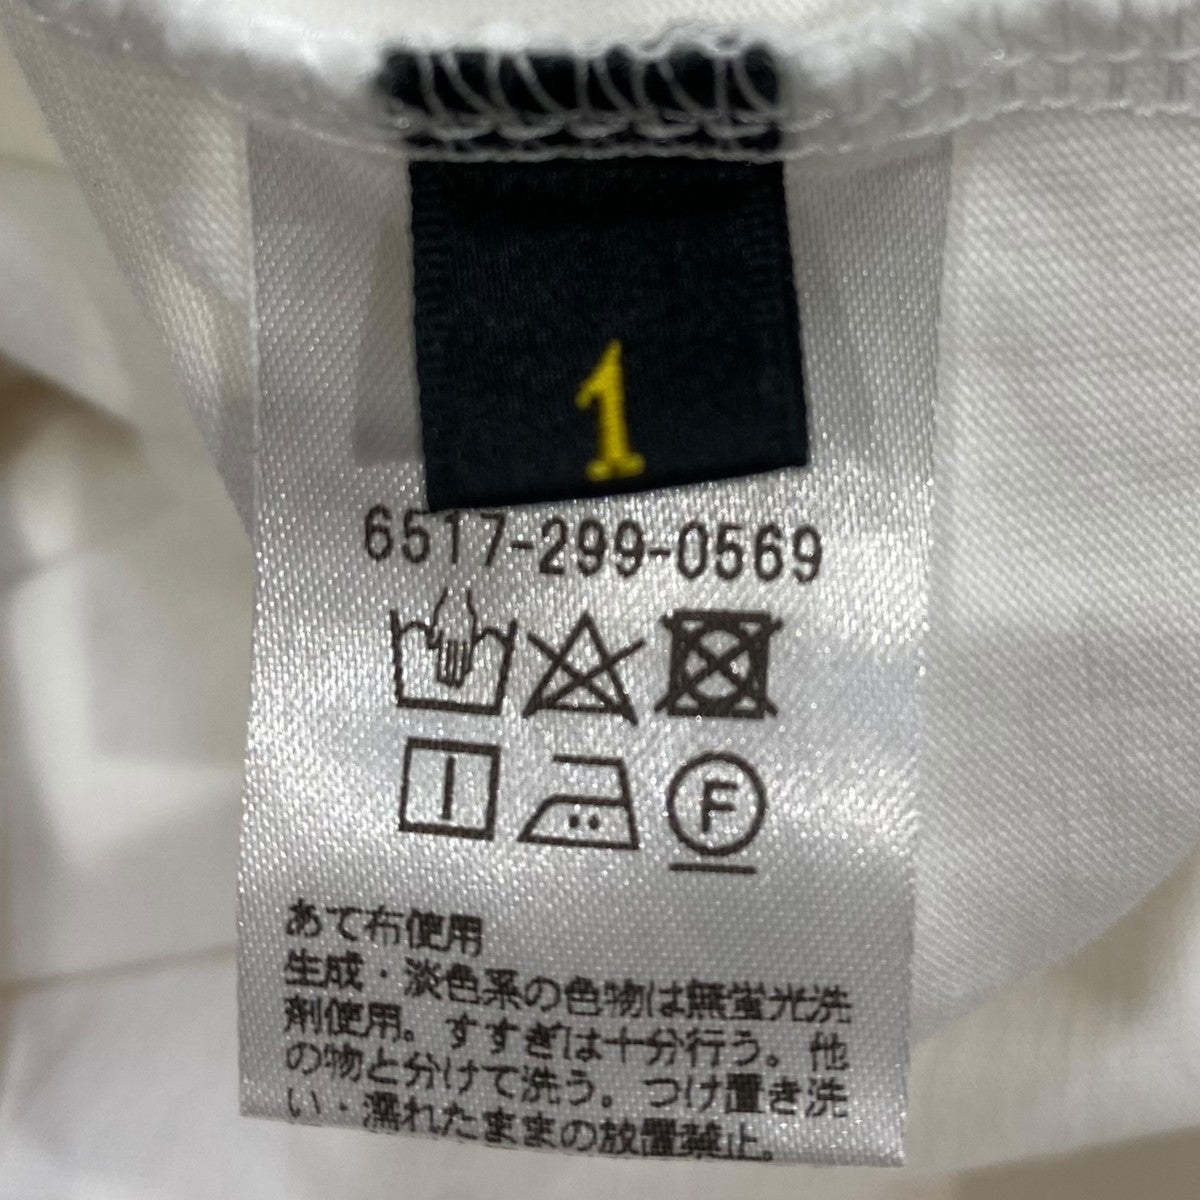 1
6517-299-0569
F
あて布使用
生成・淡色系の色物は無蛍光洗
剤使用。すすぎは十分行う。他
の物と分けて洗う。つけ置き洗
い・濡れたままの放置禁止。